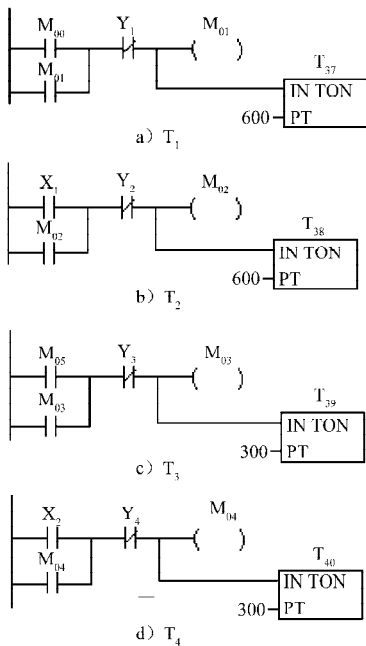 M00 Y1 M01
M01
T37
IN TON
600 PT
a) T1
X1 Y2 M02
M02
T38
IN TON
600 PT
b) T2
M05 Y3 M03
M03
T39
IN TON
300 PT
c) T3
X2 Y4 M04
M04
T40
IN TON
300 PT
d) T4